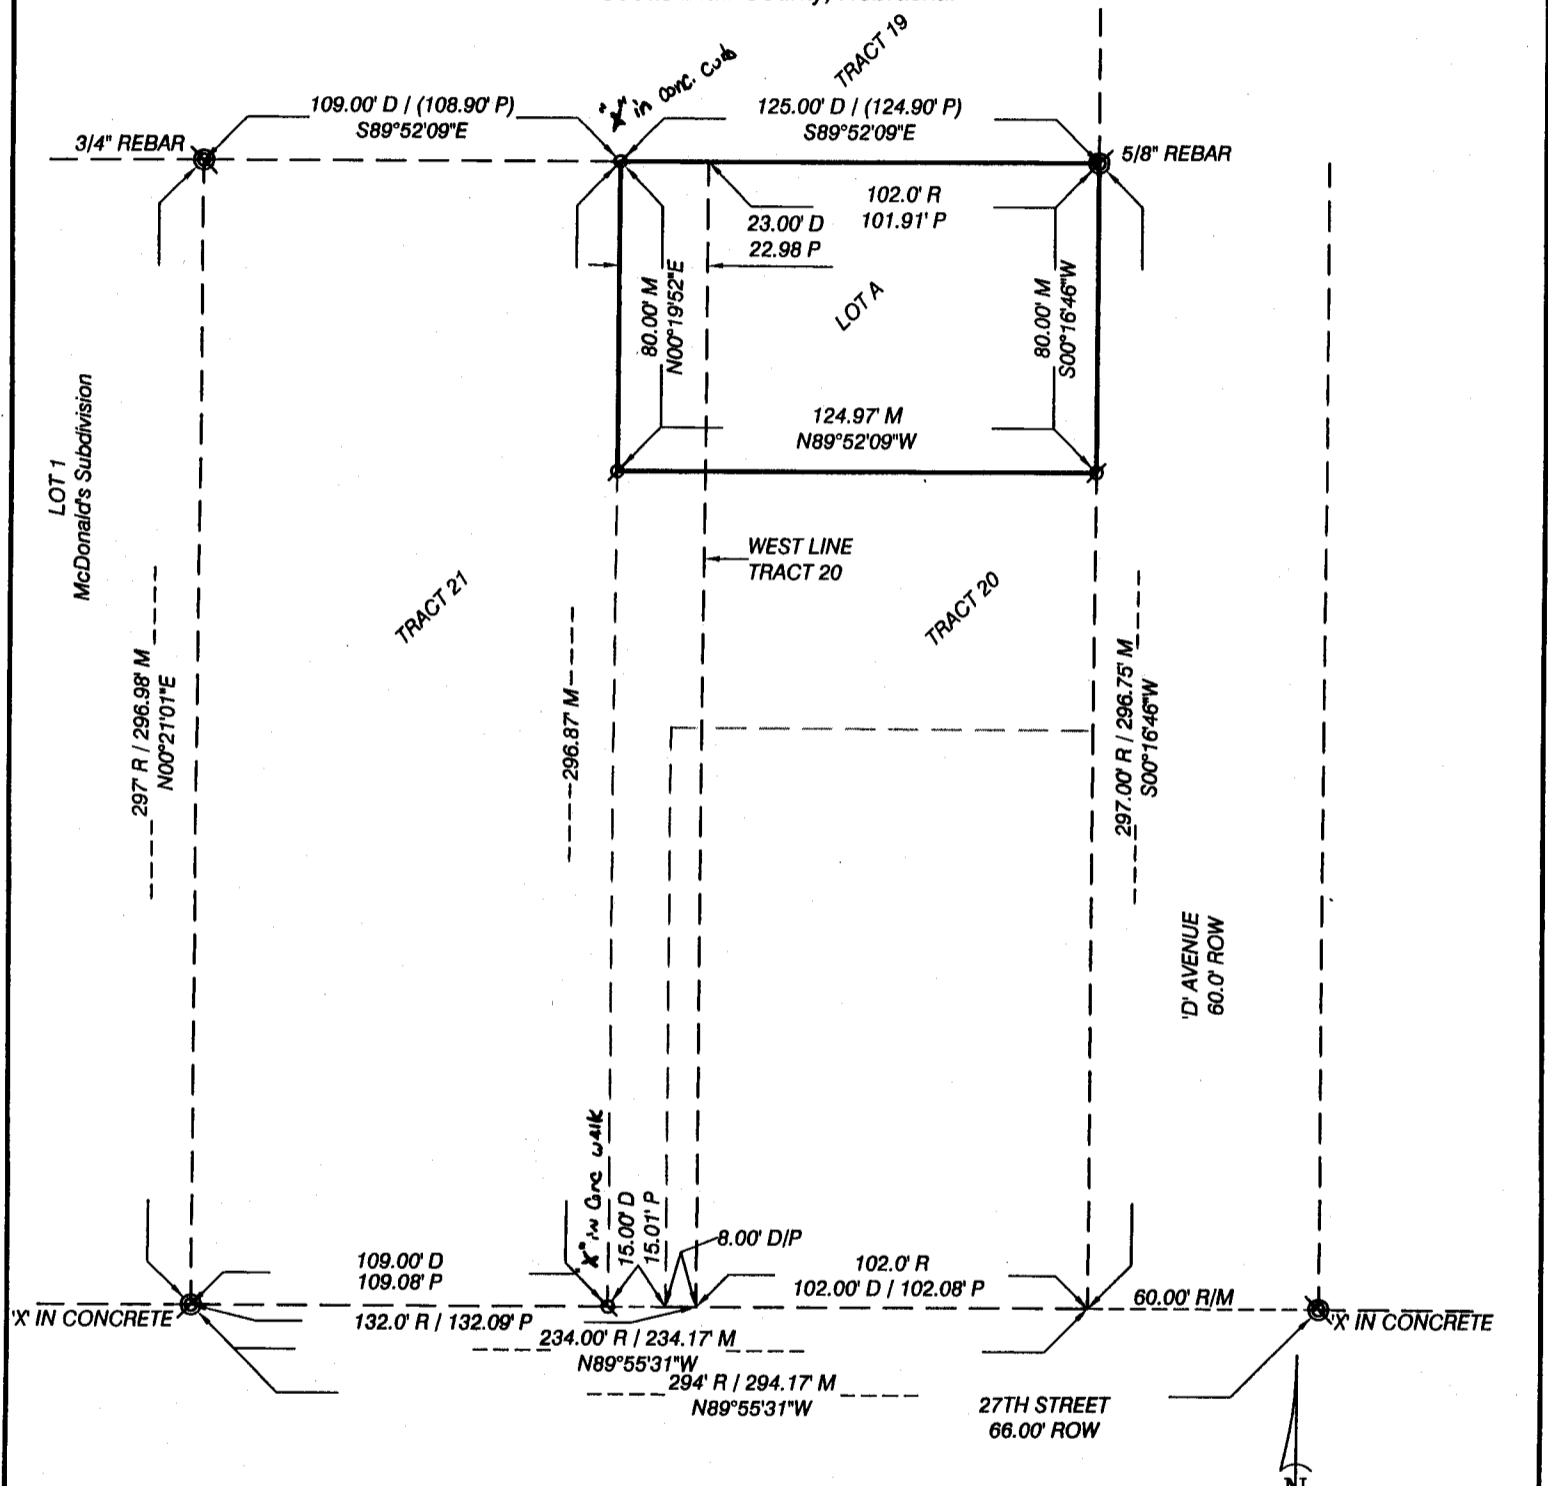 County, Nebraska.
TRACT 19
"X" in conc. curb
109.00' D / (108.90' P)
S89°52'09"E
125.00' D / (124.90' P)
S89°52'09"E
3/4" REBAR
5/8" REBAR
102.0' R
101.91' P
23.00' D
22.98 P
80.00' M
N00°19'52"E
LOT A
80.00' M
S00°16'46"W
124.97' M
N89°52'09"W
LOT 1
McDonald's Subdivision
WEST LINE
TRACT 20
TRACT 21
TRACT 20
297' R / 296.98' M
N00°21'01"E
296.87' M
297.00' R / 296.75' M
S00°16'46"W
'D' AVENUE
60.0' ROW
"X" in Conc walk
15.00' D
15.01' P
8.00' D/P
109.00' D
109.08' P
102.0' R
102.00' D / 102.08' P
60.00' R/M
'X' IN CONCRETE
132.0' R / 132.09' P
'X' IN CONCRETE
234.00' R / 234.17' M
N89°55'31"W
294' R / 294.17' M
N89°55'31"W
27TH STREET
66.00' ROW
N